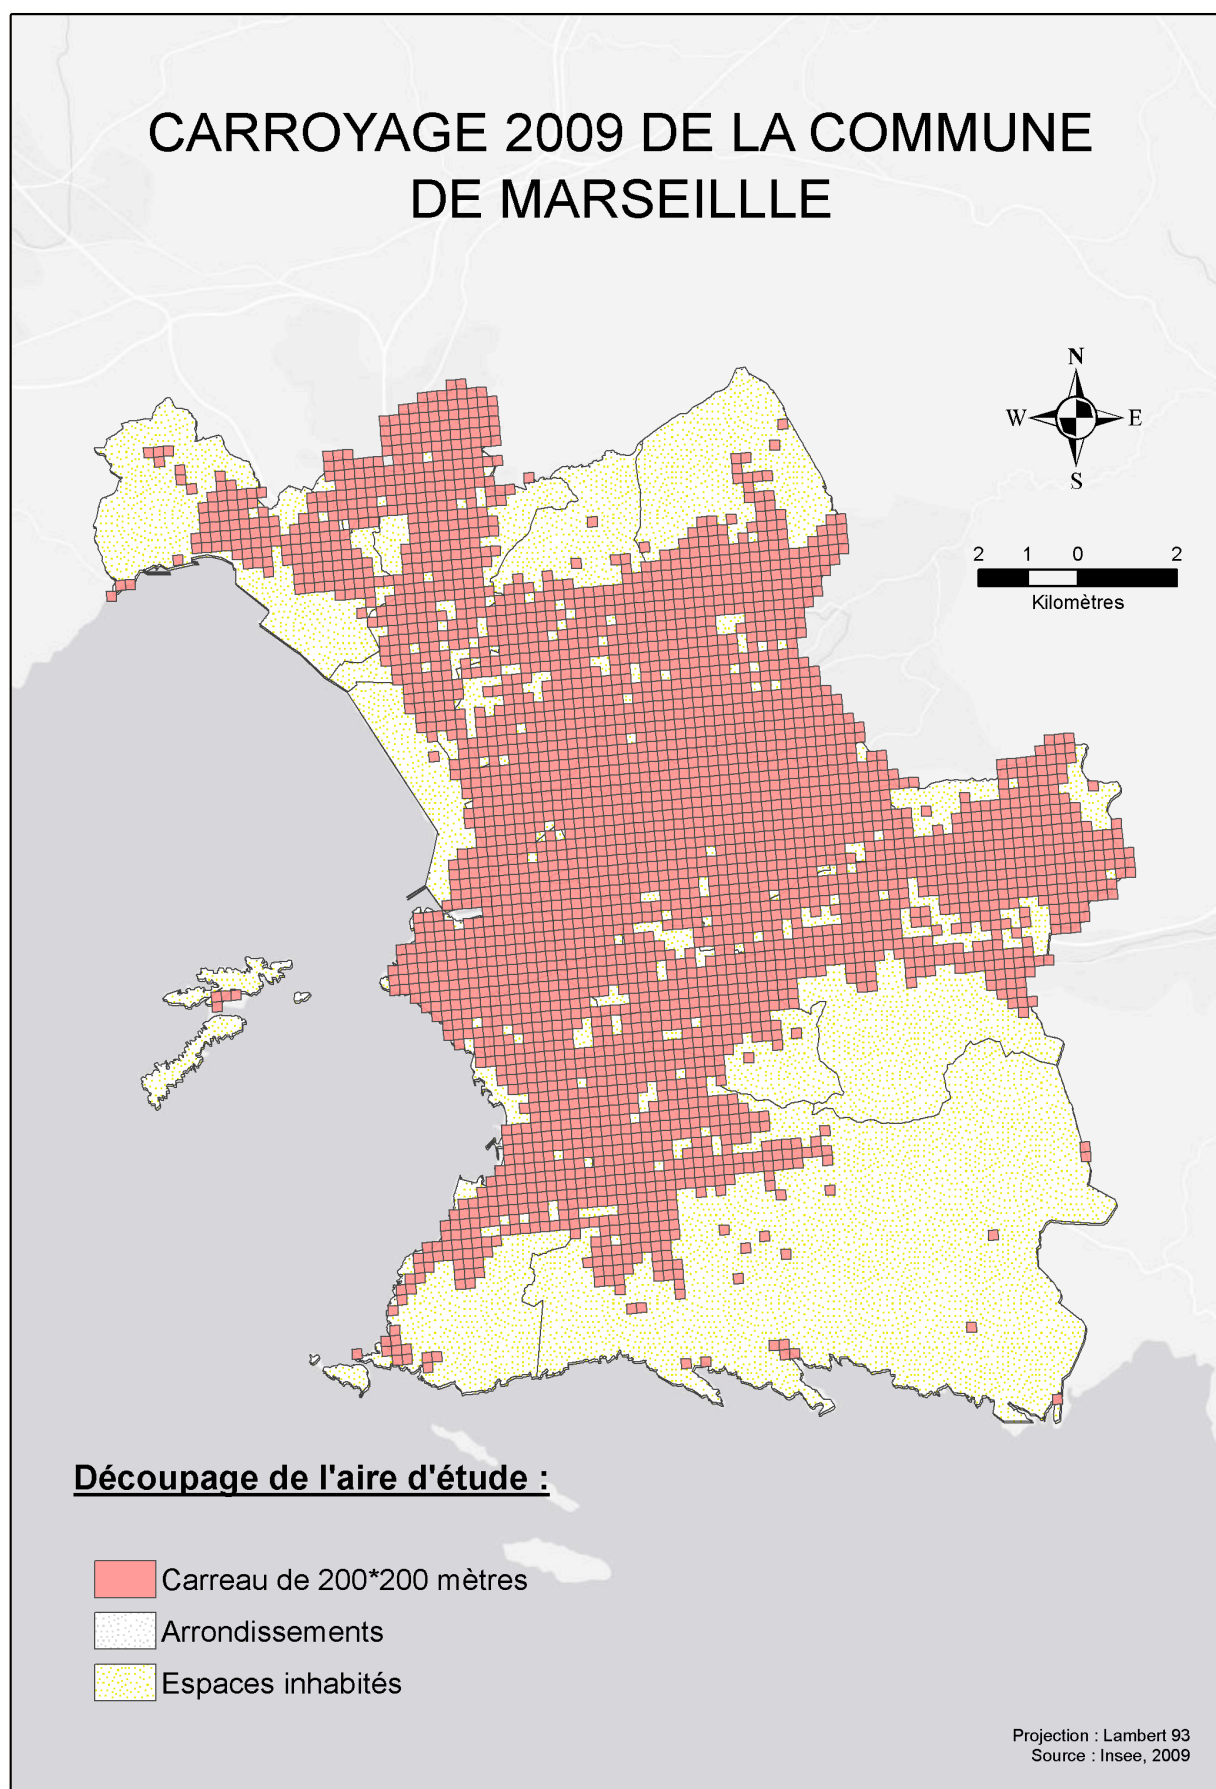 CARROYAGE 2009 DE LA COMMUNE
DE MARSEILLLE
N
W E
S
2 1 0 2
Kilomètres
Découpage de l'aire d'étude :
Carreau de 200*200 mètres
Arrondissements
Espaces inhabités
Projection : Lambert 93
Source : Insee, 2009